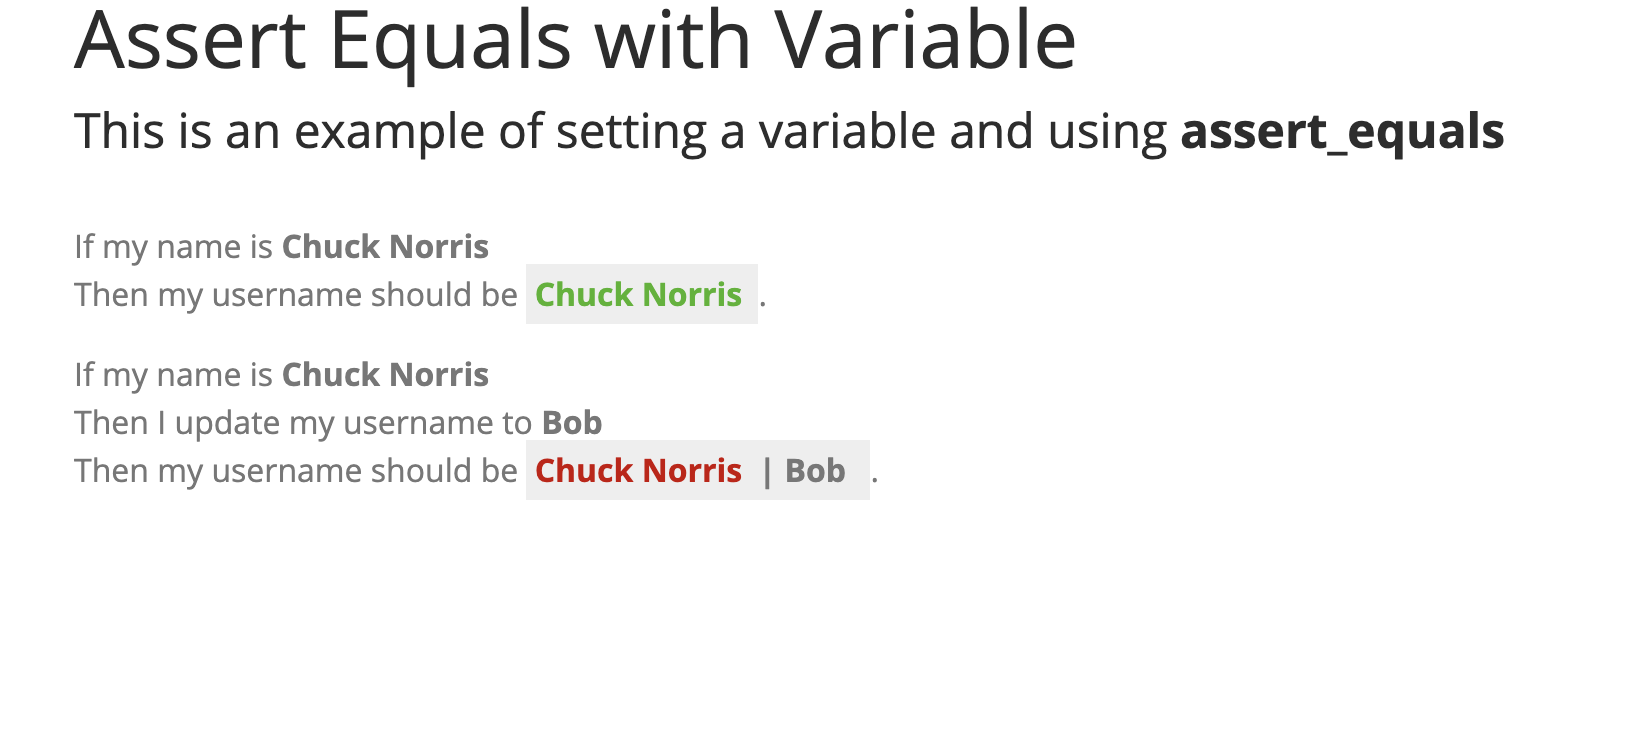 Assert Equals with Variable
This is an example of setting a variable and using assert_equals
If my name is Chuck Norris
Then my username should be Chuck Norris .
If my name is Chuck Norris
Then I update my username to Bob
Then my username should be Chuck Norris | Bob .